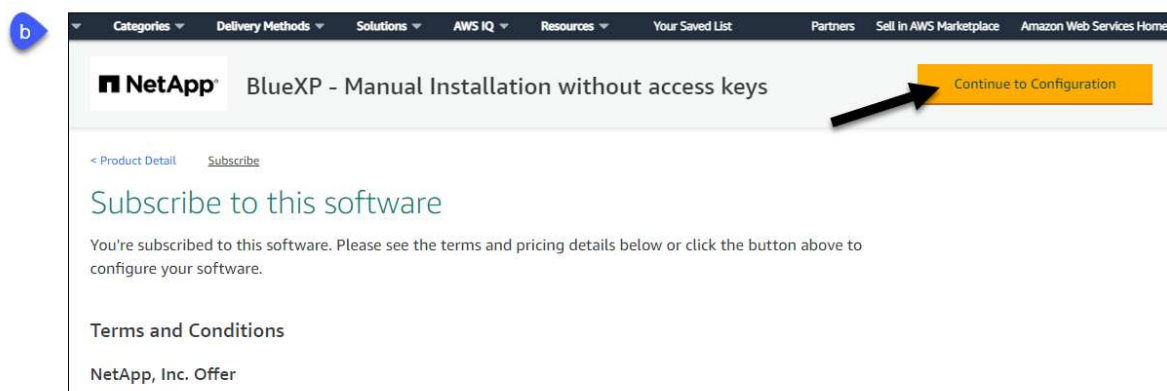 b
Categories Delivery Methods Solutions AWS IQ Resources Your Saved List Partners Sell in AWS Marketplace Amazon Web Services Home
NetApp BlueXP - Manual Installation without access keys Continue to Configuration
< Product Detail Subscribe
Subscribe to this software
You're subscribed to this software. Please see the terms and pricing details below or click the button above to
configure your software.
Terms and Conditions
NetApp, Inc. Offer